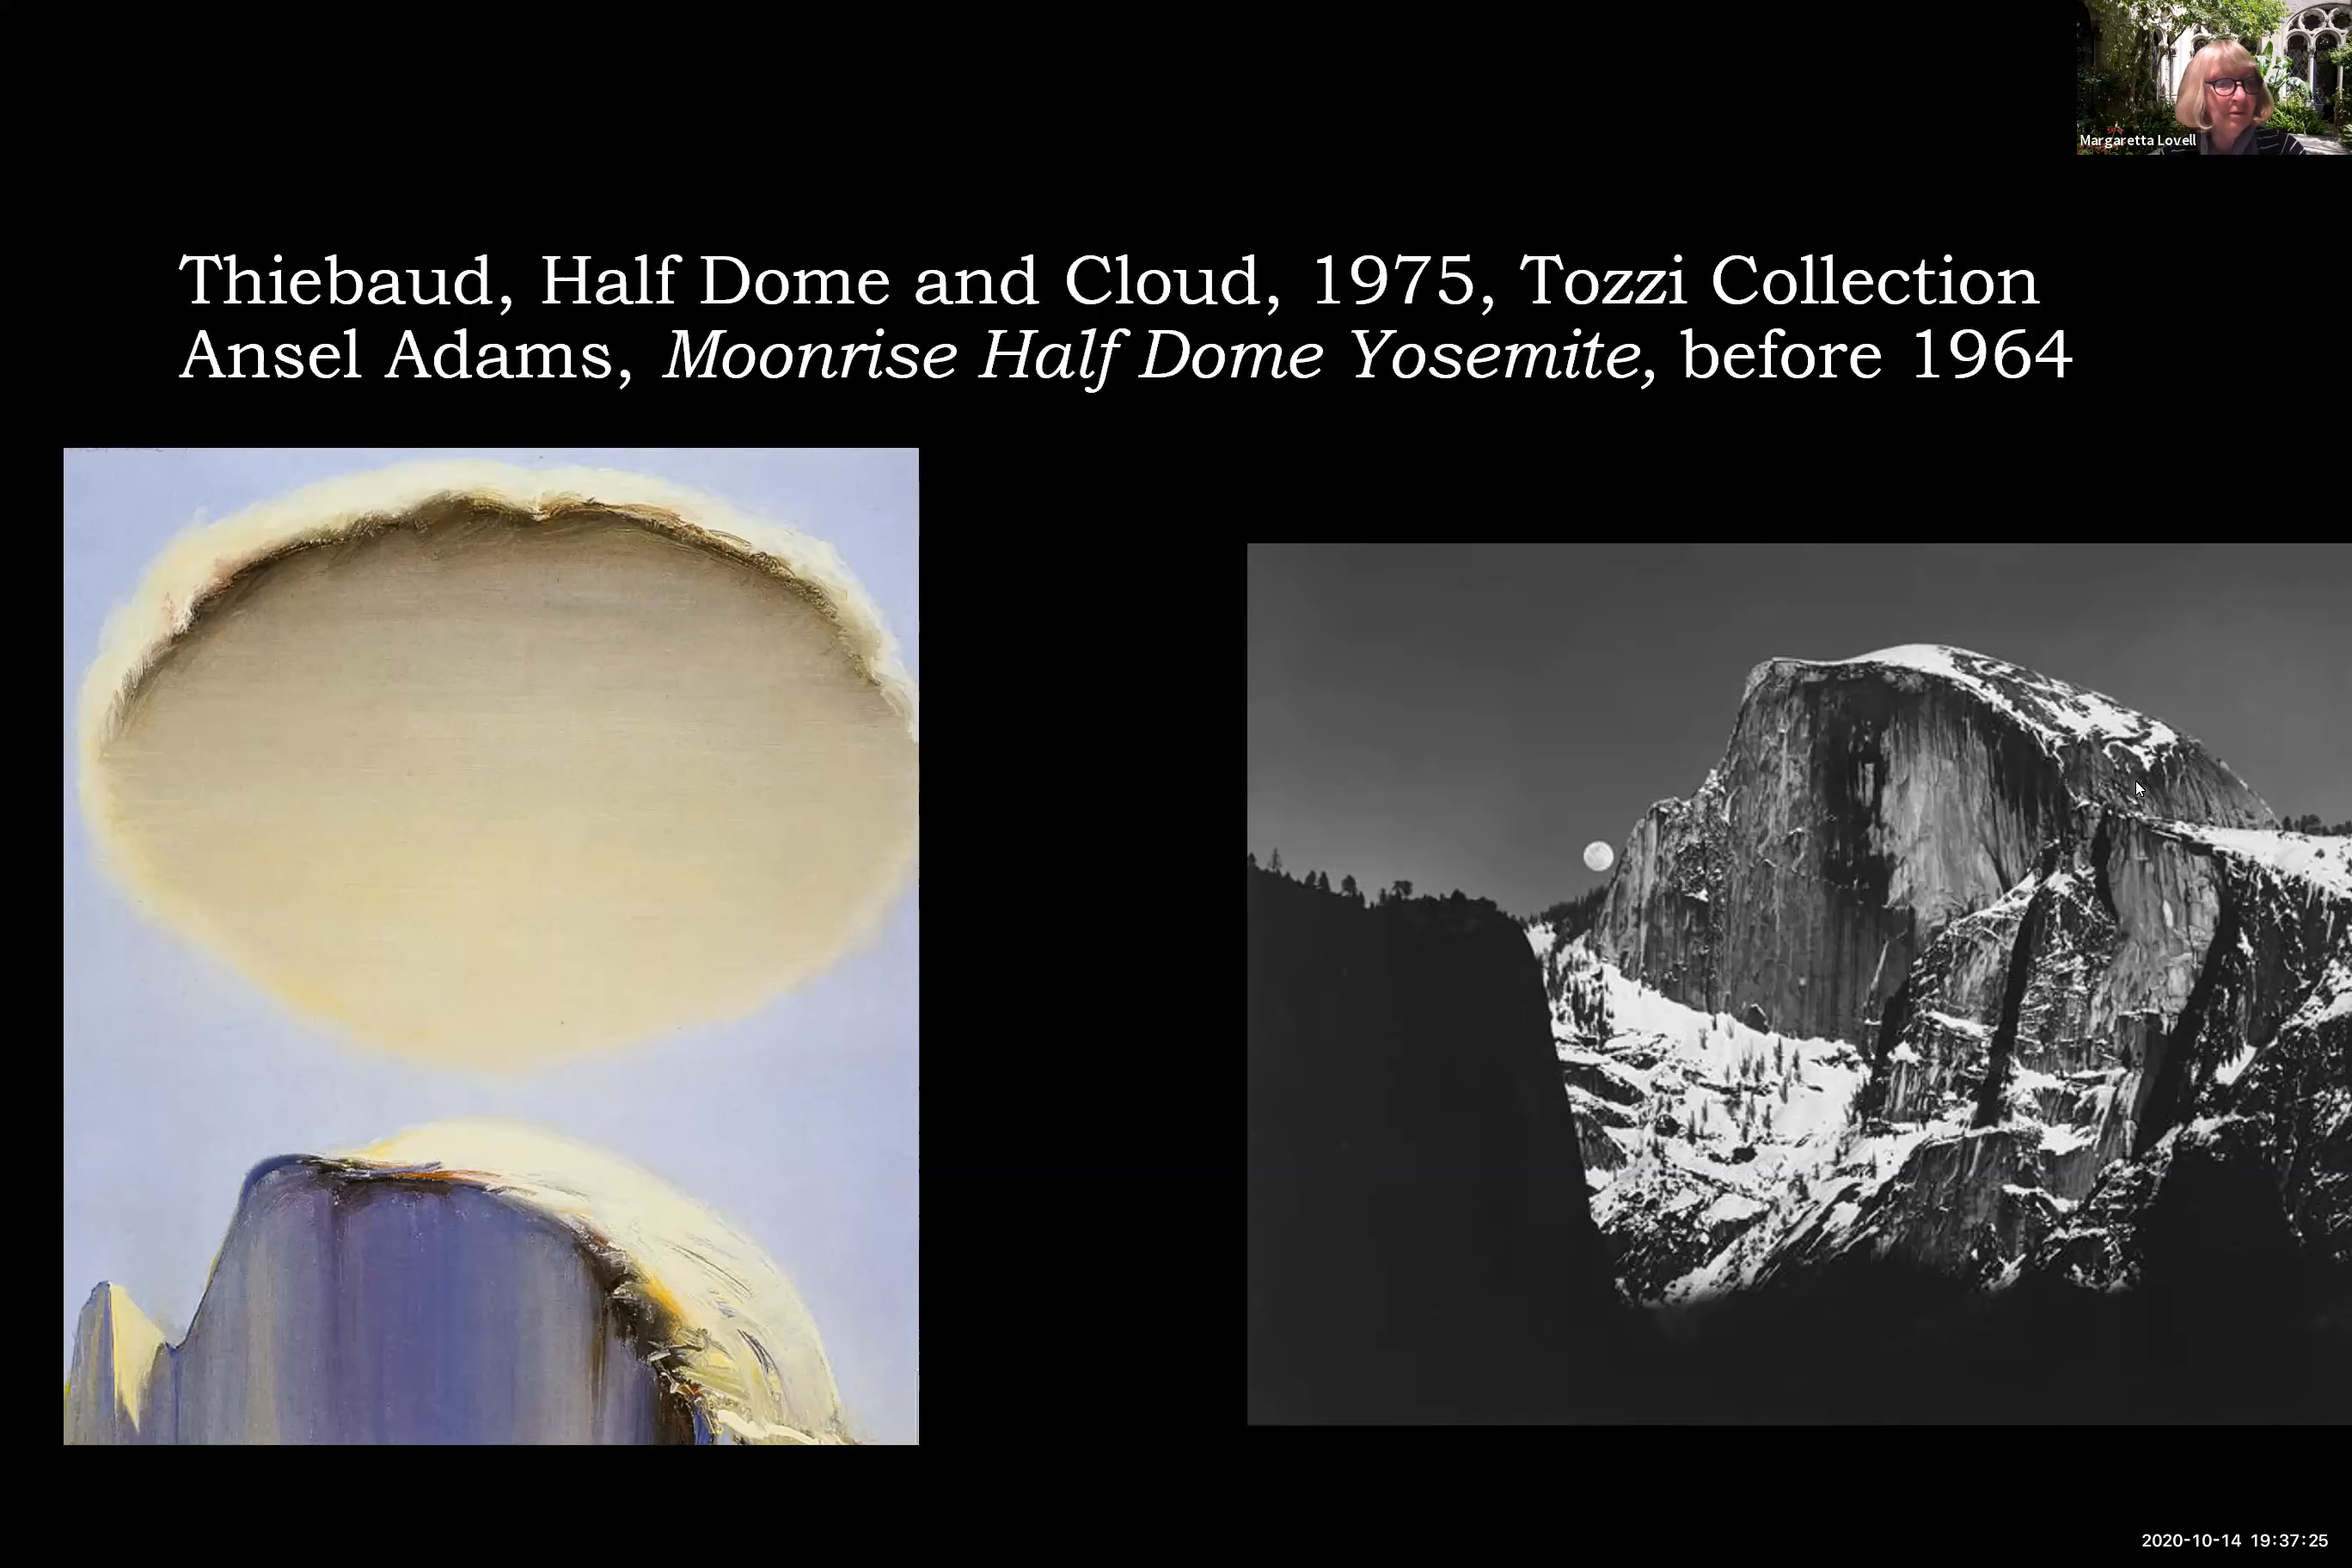 Margaretta Lovell
Thiebaud, Half Dome and Cloud, 1975, Tozzi Collection
Ansel Adams, Moonrise Half Dome Yosemite, before 1964
2020-10-14 19:37:25